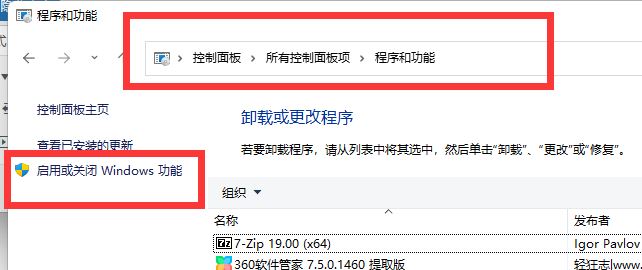 程序和功能
控制面板 > 所有控制面板项 > 程序和功能
控制面板主页
查看已安装的更新
启用或关闭 Windows 功能
卸载或更改程序
若要卸载程序，请从列表中将其选中，然后单击“卸载”、“更改”或“修复”。
组织
名称 发布者
7-Zip 19.00 (x64) Igor Pavlov
360软件管家 7.5.0.1460 提取版 轻狂志|www.